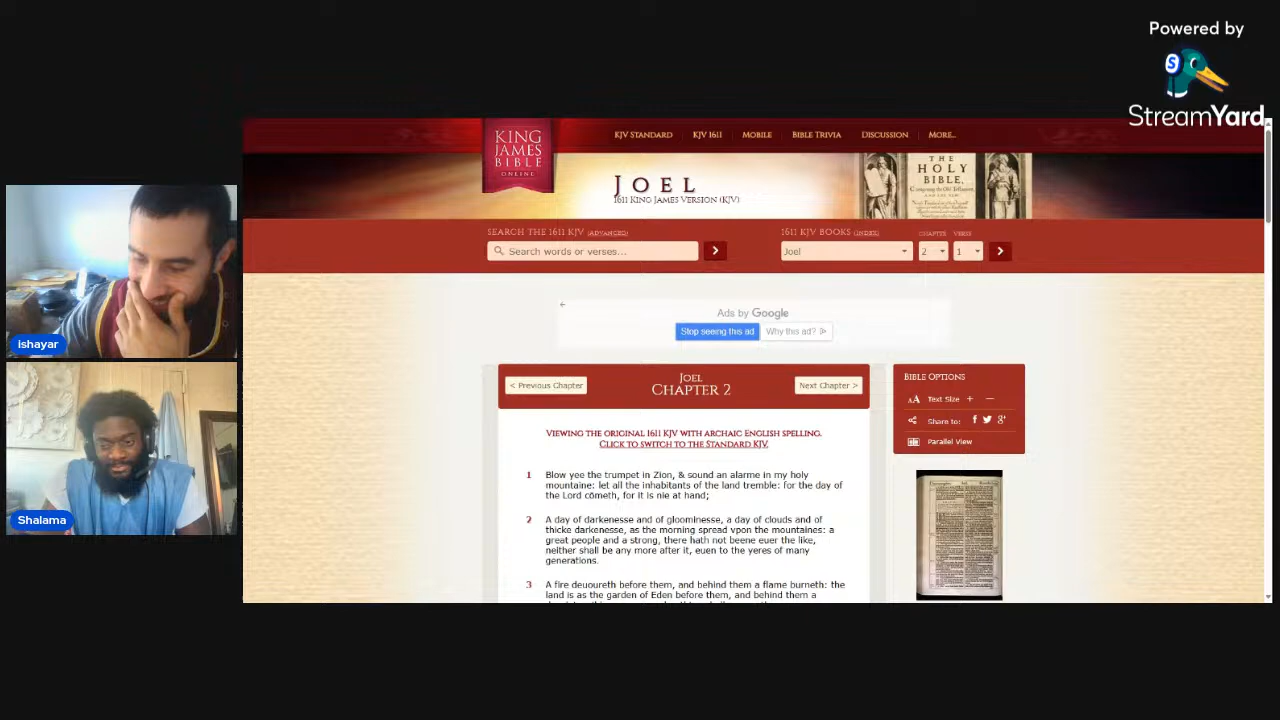 Powered by
StreamYard
KING
JAMES
BIBLE
ONLINE
KJV STANDARD
KJV 1611
MOBILE
BIBLE TRIVIA
DISCUSSION
MORE...
JOEL
1611 KING JAMES VERSION (KJV)
THE
HOLY
BIBLE,
SEARCH THE 1611 KJV (ADVANCED)
Search words or verses...
1611 KJV BOOKS (INDEX)
CHAPTER
VERSE
Joel
2
1
Ads by Google
Stop seeing this ad
Why this ad?
ishayar
Shalama
< Previous Chapter
JOEL
CHAPTER 2
Next Chapter >
VIEWING THE ORIGINAL 1611 KJV WITH ARCHAIC ENGLISH SPELLING.
CLICK TO SWITCH TO THE STANDARD KJV.
1 Blow yee the trumpet in Zion, & sound an alarme in my holy
mountaine: let all the inhabitants of the land tremble: for the day of
the Lord cōmeth, for it is nie at hand;
2 A day of darkenesse and of gloominesse, a day of clouds and of
thicke darkenesse, as the morning spread vpon the mountaines: a
great people and a strong, there hath not beene euer the like,
neither shall be any more after it, euen to the yeres of many
generations.
3 A fire deuoureth before them, and behind them a flame burneth: the
land is as the garden of Eden before them, and behind them a
BIBLE OPTIONS
AA Text Size + −
Share to:
Parallel View